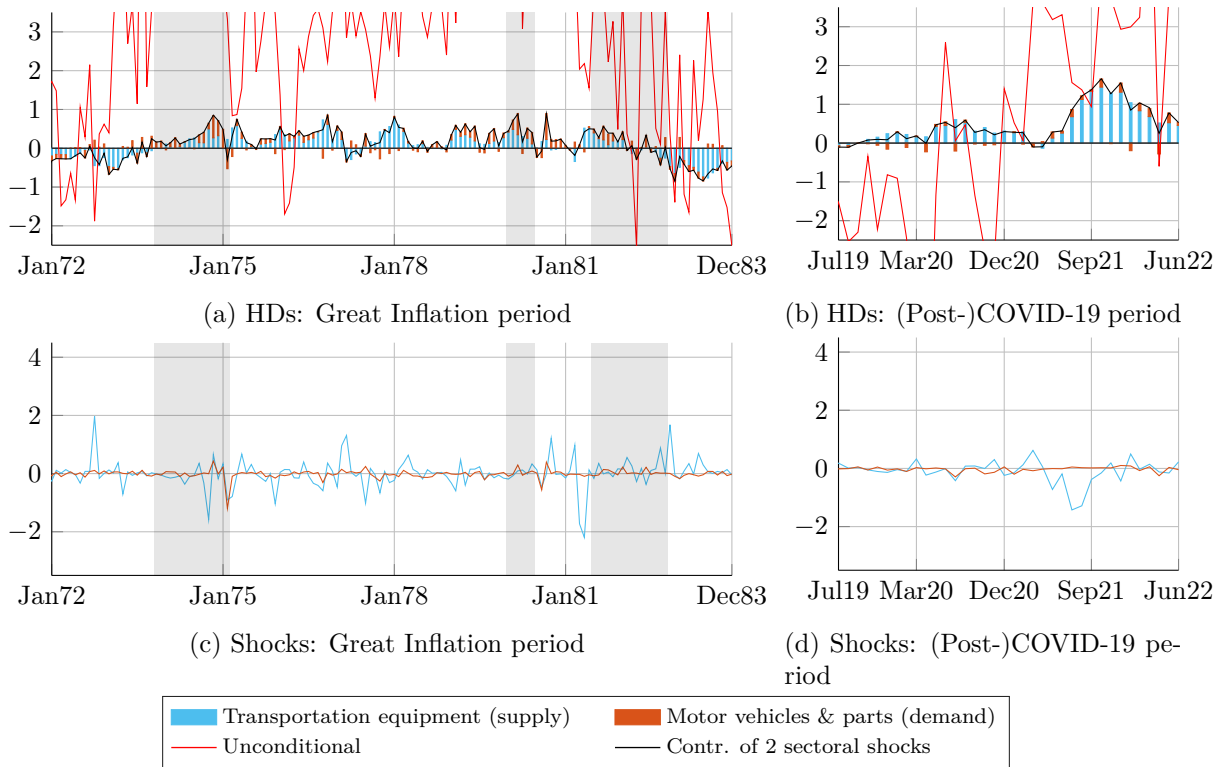 3
2
1
0
−1
−2
Jan72 Jan75 Jan78 Jan81 Dec83
(a) HDs: Great Inflation period
3
2
1
0
−1
−2
Jul19 Mar20 Dec20 Sep21 Jun22
(b) HDs: (Post-)COVID-19 period
4
2
0
−2
Jan72 Jan75 Jan78 Jan81 Dec83
(c) Shocks: Great Inflation period
4
2
0
−2
Jul19 Mar20 Dec20 Sep21 Jun22
(d) Shocks: (Post-)COVID-19 pe-
riod
Transportation equipment (supply) Motor vehicles & parts (demand)
Unconditional Contr. of 2 sectoral shocks